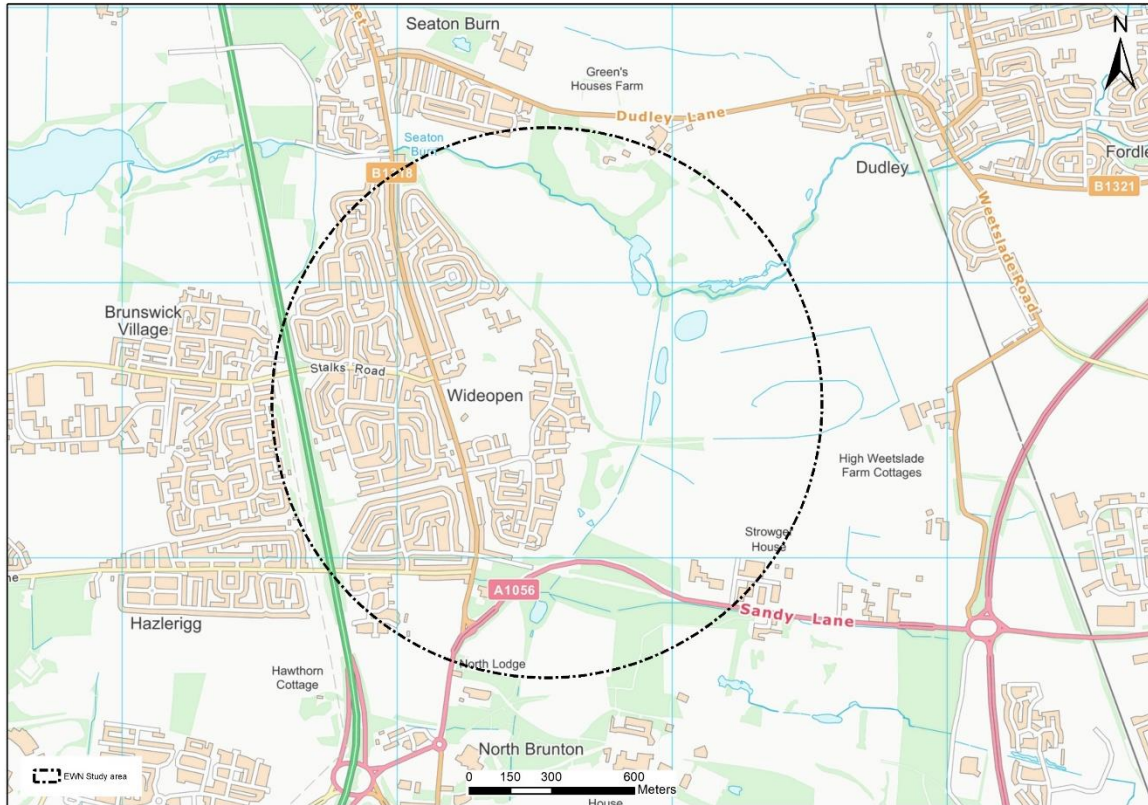 eet
Seaton Burn
N
Green's
Houses Farm
Dudley Lane
Seaton
Burn
B1318
Dudley
Fordle
B1321
Weetslade Road
Brunswick
Village
Stalks Road
Wideopen
High Weetslade
Farm Cottages
Strowger
House
ne
A1056
Sandy Lane
Hazlerigg
Hawthorn
Cottage
North Lodge
North Brunton
EWN Study area
0 150 300 600
Meters
House